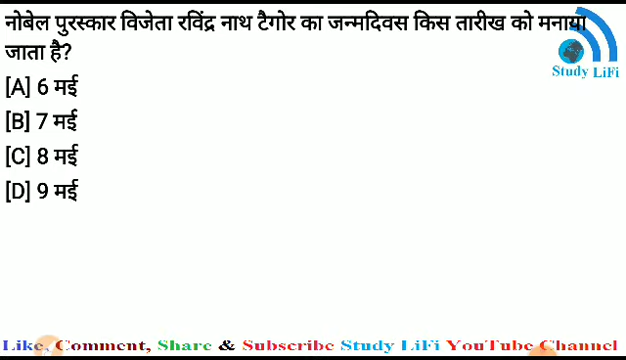 नोबेल पुरस्कार विजेता रविंद्र नाथ टैगोर का जन्मदिवस किस तारीख को मनाया
जाता है?
Study LiFi
[A] 6 मई
[B] 7 मई
[C] 8 मई
[D] 9 मई
Like, Comment, Share & Subscribe Study LiFi YouTube Channel